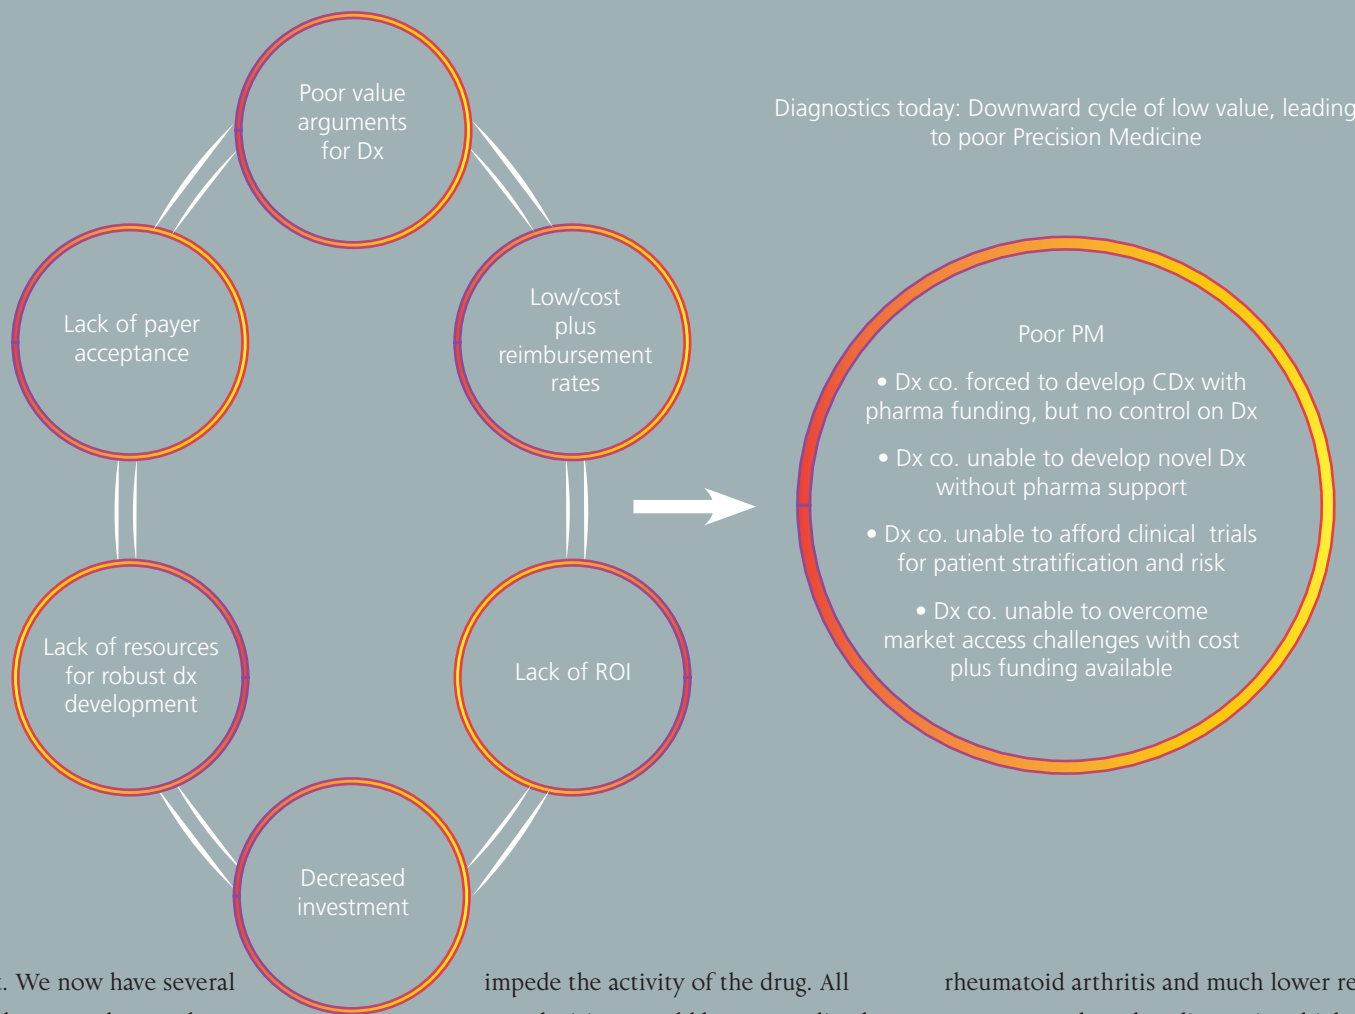 Poor value
arguments
for Dx
Diagnostics today: Downward cycle of low value, leading
to poor Precision Medicine
Low/cost
plus
reimbursement
rates
Lack of ROI
Decreased
investment
Lack of resources
for robust dx
development
Lack of payer
acceptance
Poor PM
• Dx co. forced to develop CDx with
pharma funding, but no control on Dx
• Dx co. unable to develop novel Dx
without pharma support
• Dx co. unable to afford clinical trials
for patient stratification and risk
• Dx co. unable to overcome
market access challenges with cost
plus funding available
. We now have several
impede the activity of the drug. All
rheumatoid arthritis and much lower re